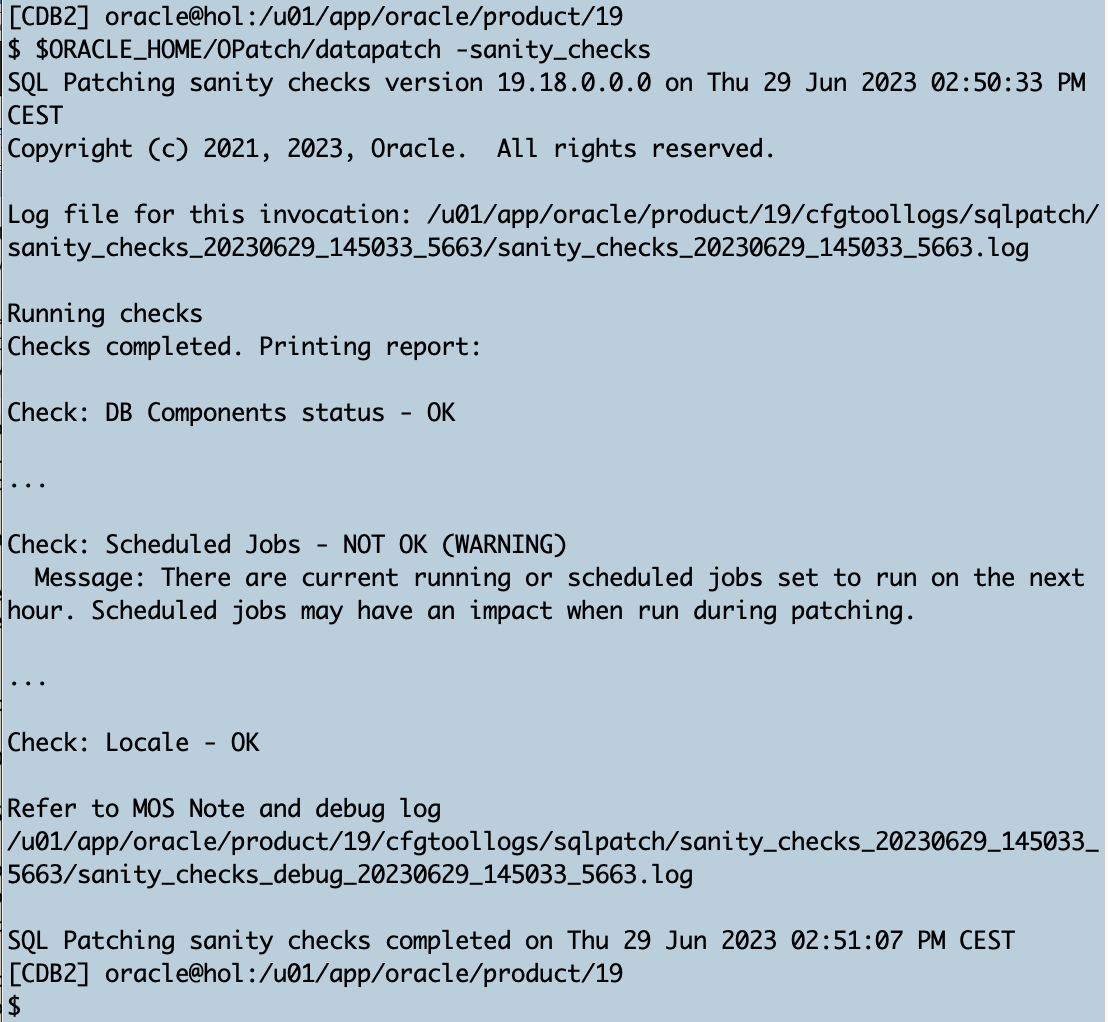 [CDB2] oracle@hol:/u01/app/oracle/product/19
$ $ORACLE_HOME/OPatch/datapatch -sanity_checks
SQL Patching sanity checks version 19.18.0.0.0 on Thu 29 Jun 2023 02:50:33 PM
CEST
Copyright (c) 2021, 2023, Oracle.  All rights reserved.

Log file for this invocation: /u01/app/oracle/product/19/cfgtoollogs/sqlpatch/
sanity_checks_20230629_145033_5663/sanity_checks_20230629_145033_5663.log

Running checks
Checks completed. Printing report:

Check: DB Components status - OK

...

Check: Scheduled Jobs - NOT OK (WARNING)
  Message: There are current running or scheduled jobs set to run on the next
hour. Scheduled jobs may have an impact when run during patching.

...

Check: Locale - OK

Refer to MOS Note and debug log
/u01/app/oracle/product/19/cfgtoollogs/sqlpatch/sanity_checks_20230629_145033_
5663/sanity_checks_debug_20230629_145033_5663.log

SQL Patching sanity checks completed on Thu 29 Jun 2023 02:51:07 PM CEST
[CDB2] oracle@hol:/u01/app/oracle/product/19
$